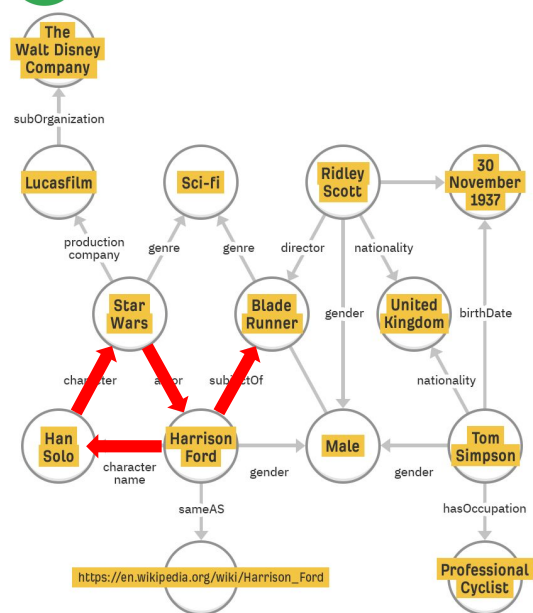 The
Walt Disney
Company
subOrganization
Lucasfilm
Sci-fi
Ridley
Scott
30
November
1937
production
company
genre
genre
director
nationality
Star
Wars
Blade
Runner
gender
United
Kingdom
birthDate
character
subjectOf
nationality
Han
Solo
character
name
Harrison
Ford
gender
Male
gender
Tom
Simpson
sameAS
hasOccupation
https://en.wikipedia.org/wiki/Harrison_Ford
Professional
Cyclist